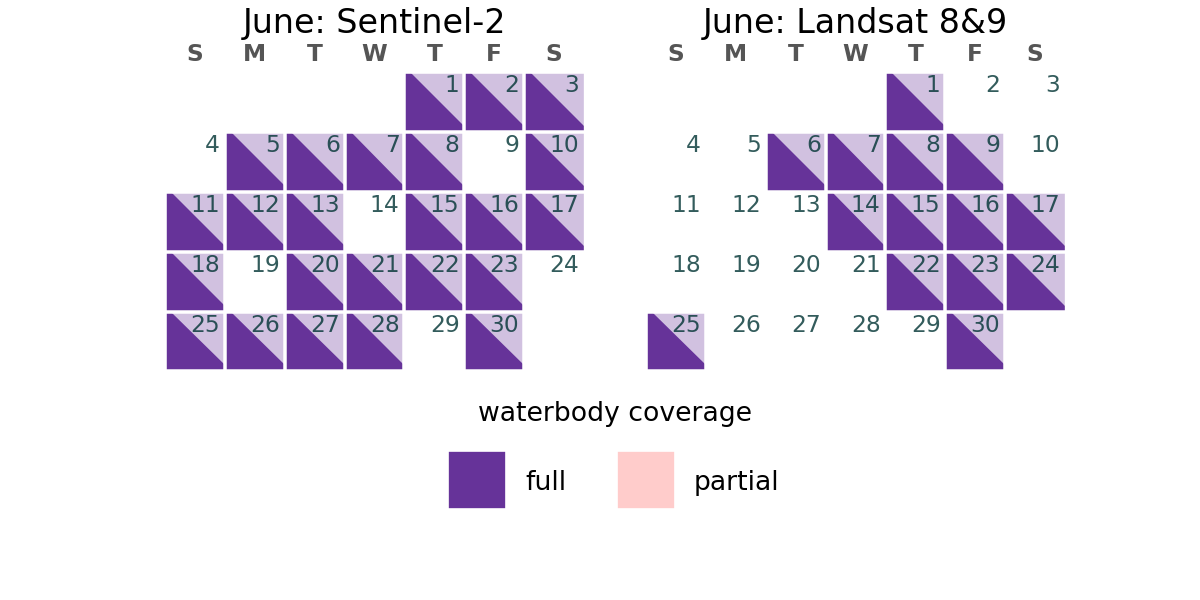 June: Sentinel-2
S M T W T F S
1 2 3
4 5 6 7 8 9 10
11 12 13 14 15 16 17
18 19 20 21 22 23 24
25 26 27 28 29 30
June: Landsat 8&9
S M T W T F S
1 2 3
4 5 6 7 8 9 10
11 12 13 14 15 16 17
18 19 20 21 22 23 24
25 26 27 28 29 30
waterbody coverage
full partial